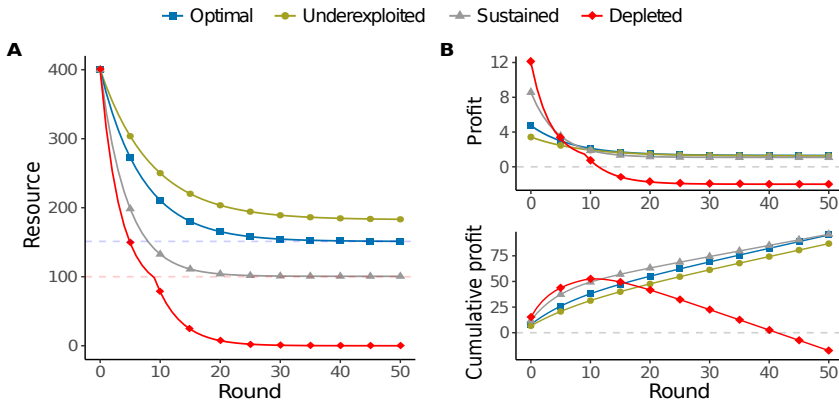 Optimal Underexploited Sustained Depleted
A
B
400
300
200
100
0
Resource
0 10 20 30 40 50
Round
12
8
4
0
Profit
0 10 20 30 40 50
75
50
25
0
Cumulative profit
0 10 20 30 40 50
Round